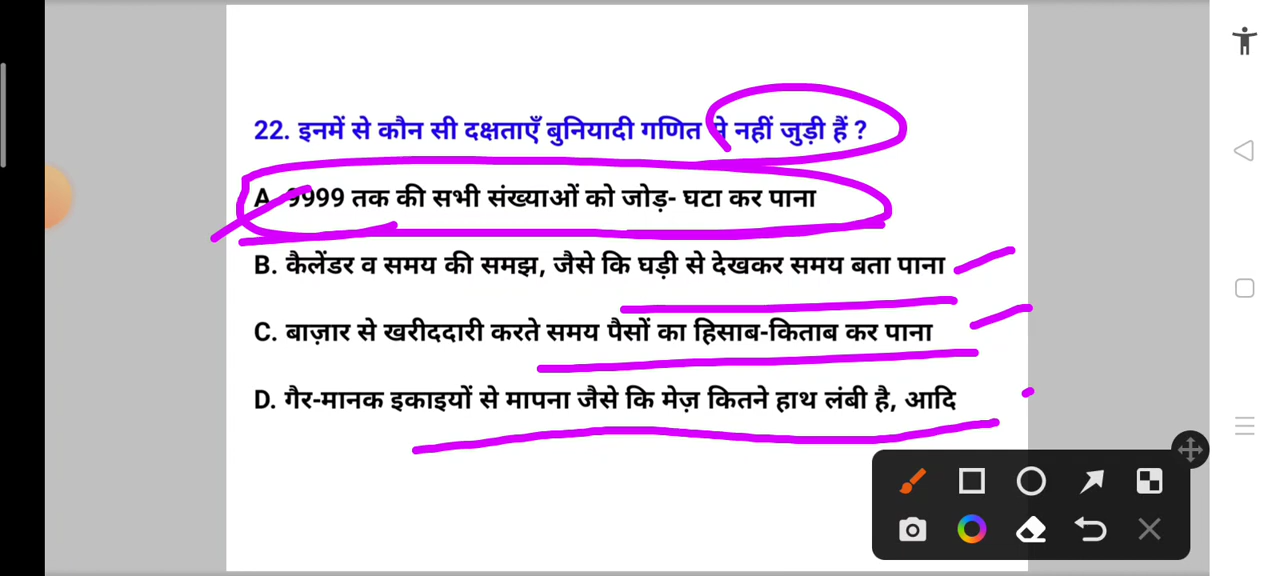 22. इनमें से कौन सी दक्षताएँ बुनियादी गणित से नहीं जुड़ी हैं ?
A. 9999 तक की सभी संख्याओं को जोड़- घटा कर पाना
B. कैलेंडर व समय की समझ, जैसे कि घड़ी से देखकर समय बता पाना
C. बाज़ार से खरीददारी करते समय पैसों का हिसाब-किताब कर पाना
D. गैर-मानक इकाइयों से मापना जैसे कि मेज़ कितने हाथ लंबी है, आदि